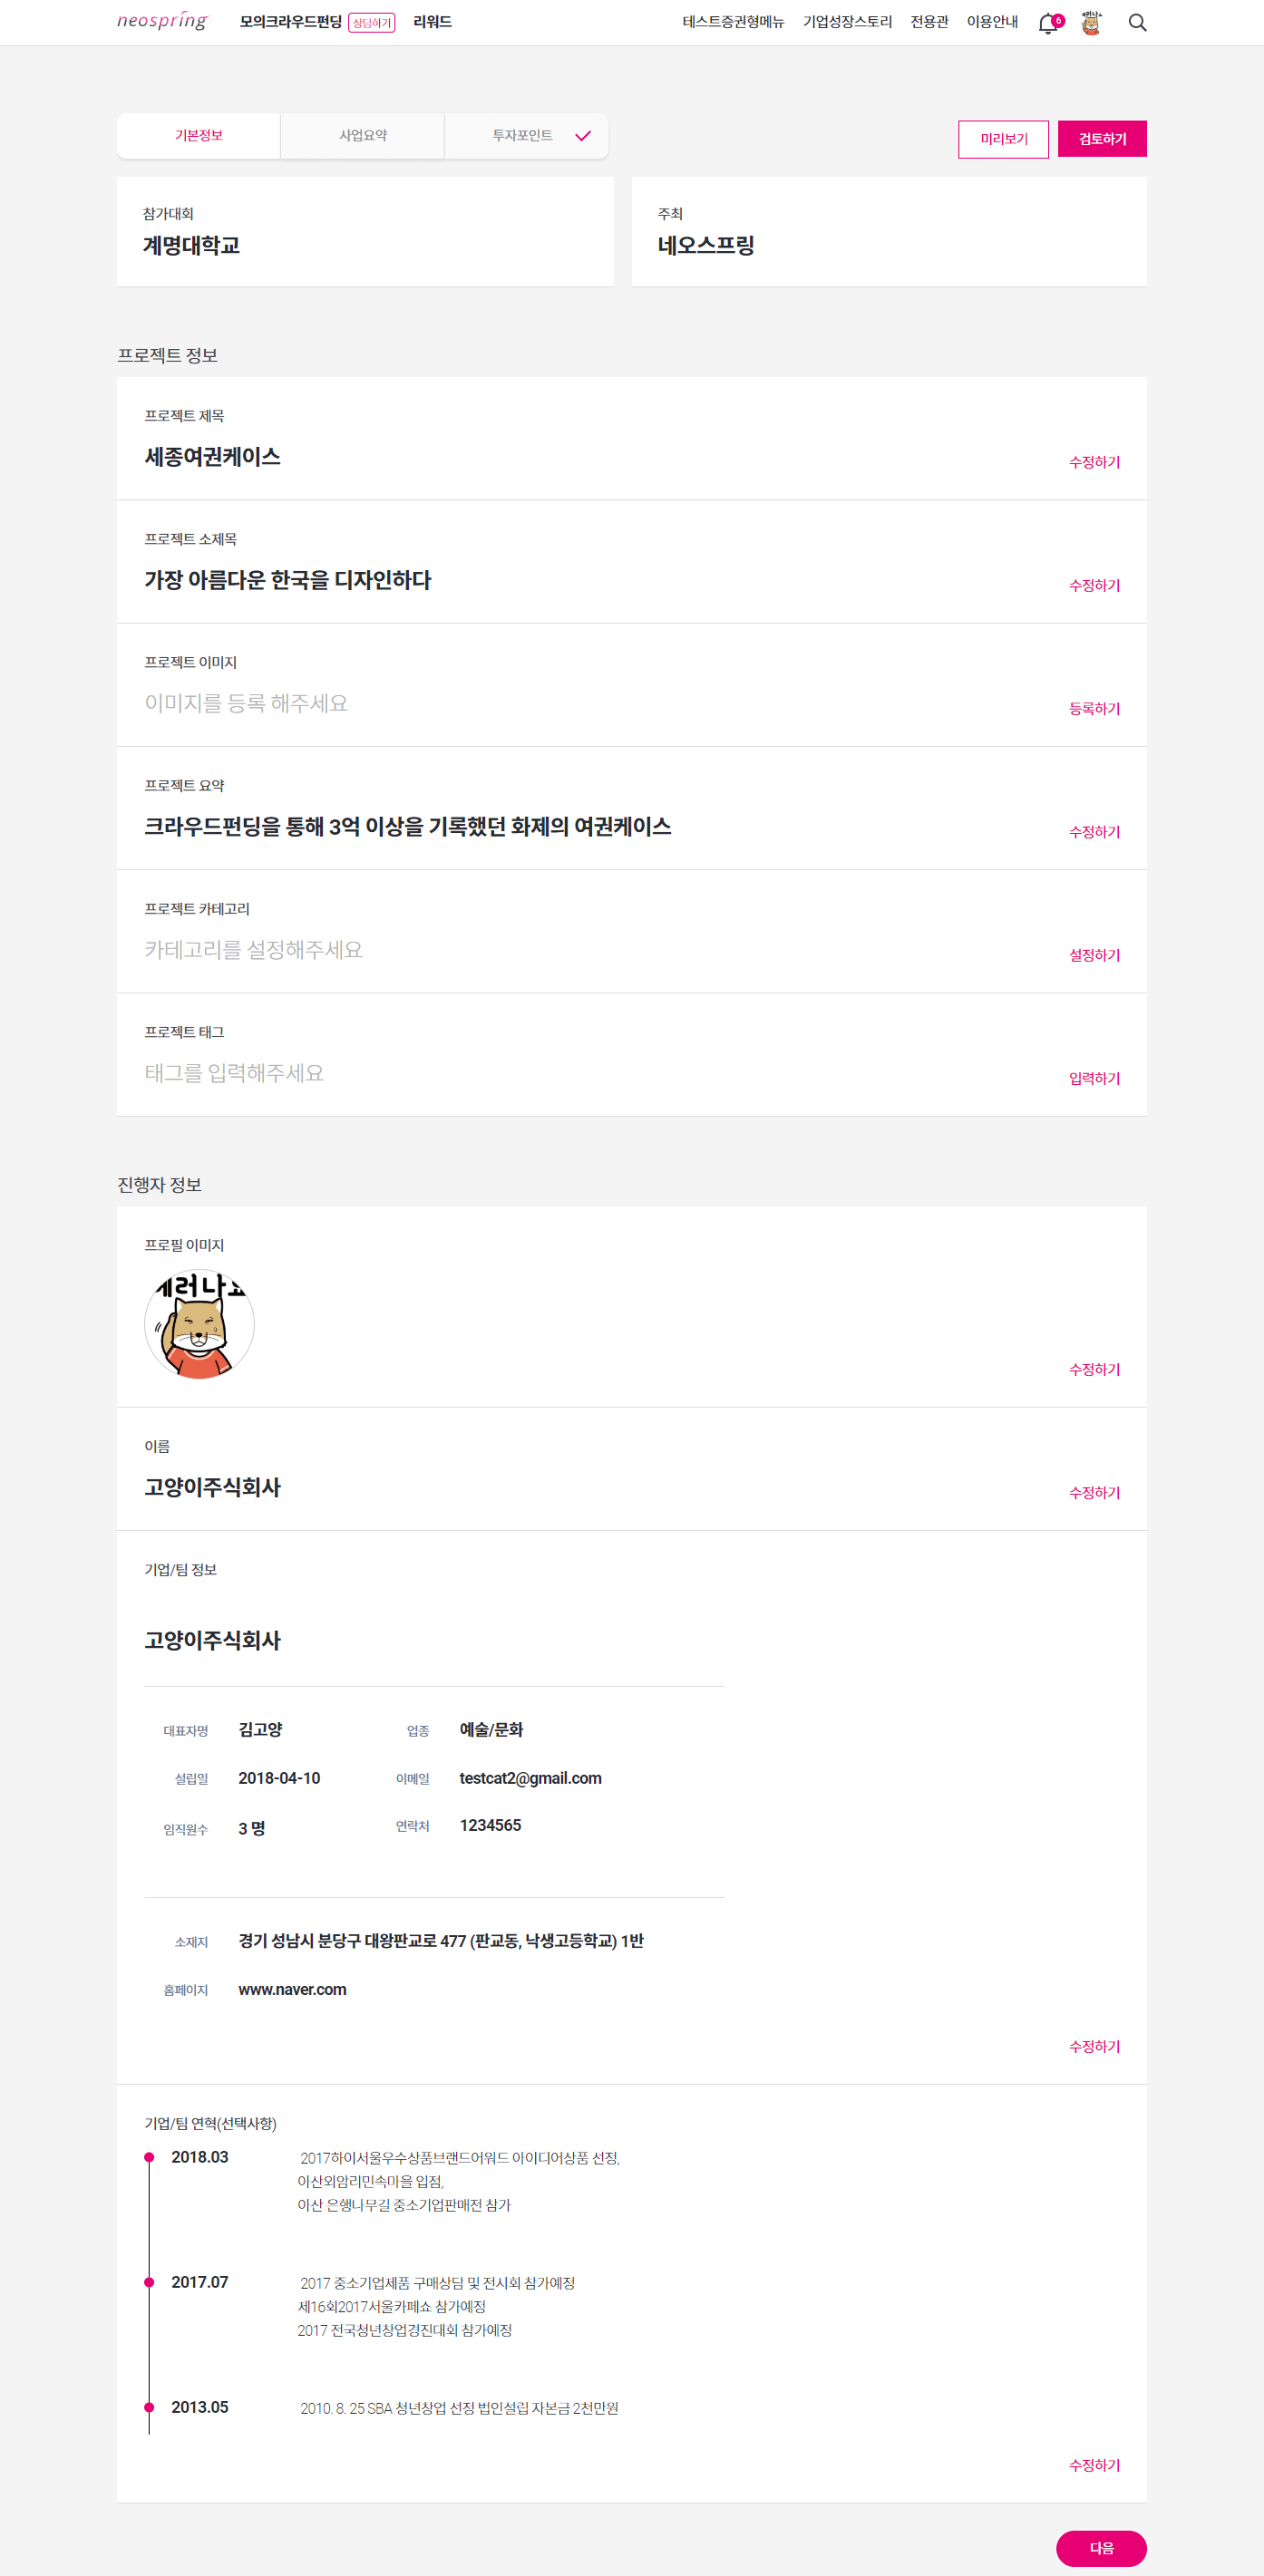 neospring 모의크라우드펀딩 상담하기 리워드 테스트증권형메뉴 기업성장스토리 전용관 이용안내 6
기본정보 사업요약 투자포인트 미리보기 검토하기
참가대회 주최
계명대학교 네오스프링
프로젝트 정보
프로젝트 제목
세종여권케이스 수정하기
프로젝트 소제목
가장 아름다운 한국을 디자인하다 수정하기
프로젝트 이미지
이미지를 등록 해주세요 등록하기
프로젝트 요약
크라우드펀딩을 통해 3억 이상을 기록했던 화제의 여권케이스 수정하기
프로젝트 카테고리
카테고리를 설정해주세요 설정하기
프로젝트 태그
태그를 입력해주세요 입력하기
진행자 정보
프로필 이미지
수정하기
이름
고양이주식회사 수정하기
기업/팀 정보
고양이주식회사
대표자명 김고양 업종 예술/문화
설립일 2018-04-10 이메일 testcat2@gmail.com
임직원수 3 명 연락처 1234565
소재지 경기 성남시 분당구 대왕판교로 477 (판교동, 낙생고등학교) 1반
홈페이지 www.naver.com
수정하기
기업/팀 연혁(선택사항)
2018.03 2017하이서울우수상품브랜드어워드 아이디어상품 선정,
아산외암리민속마을 입점,
아산 은행나무길 중소기업판매전 참가
2017.07 2017 중소기업제품 구매상담 및 전시회 참가예정
제16회2017서울카페쇼 참가예정
2017 전국청년창업경진대회 참가예정
2013.05 2010. 8. 25 SBA 청년창업 선정 법인설립 자본금 2천만원
수정하기
다음